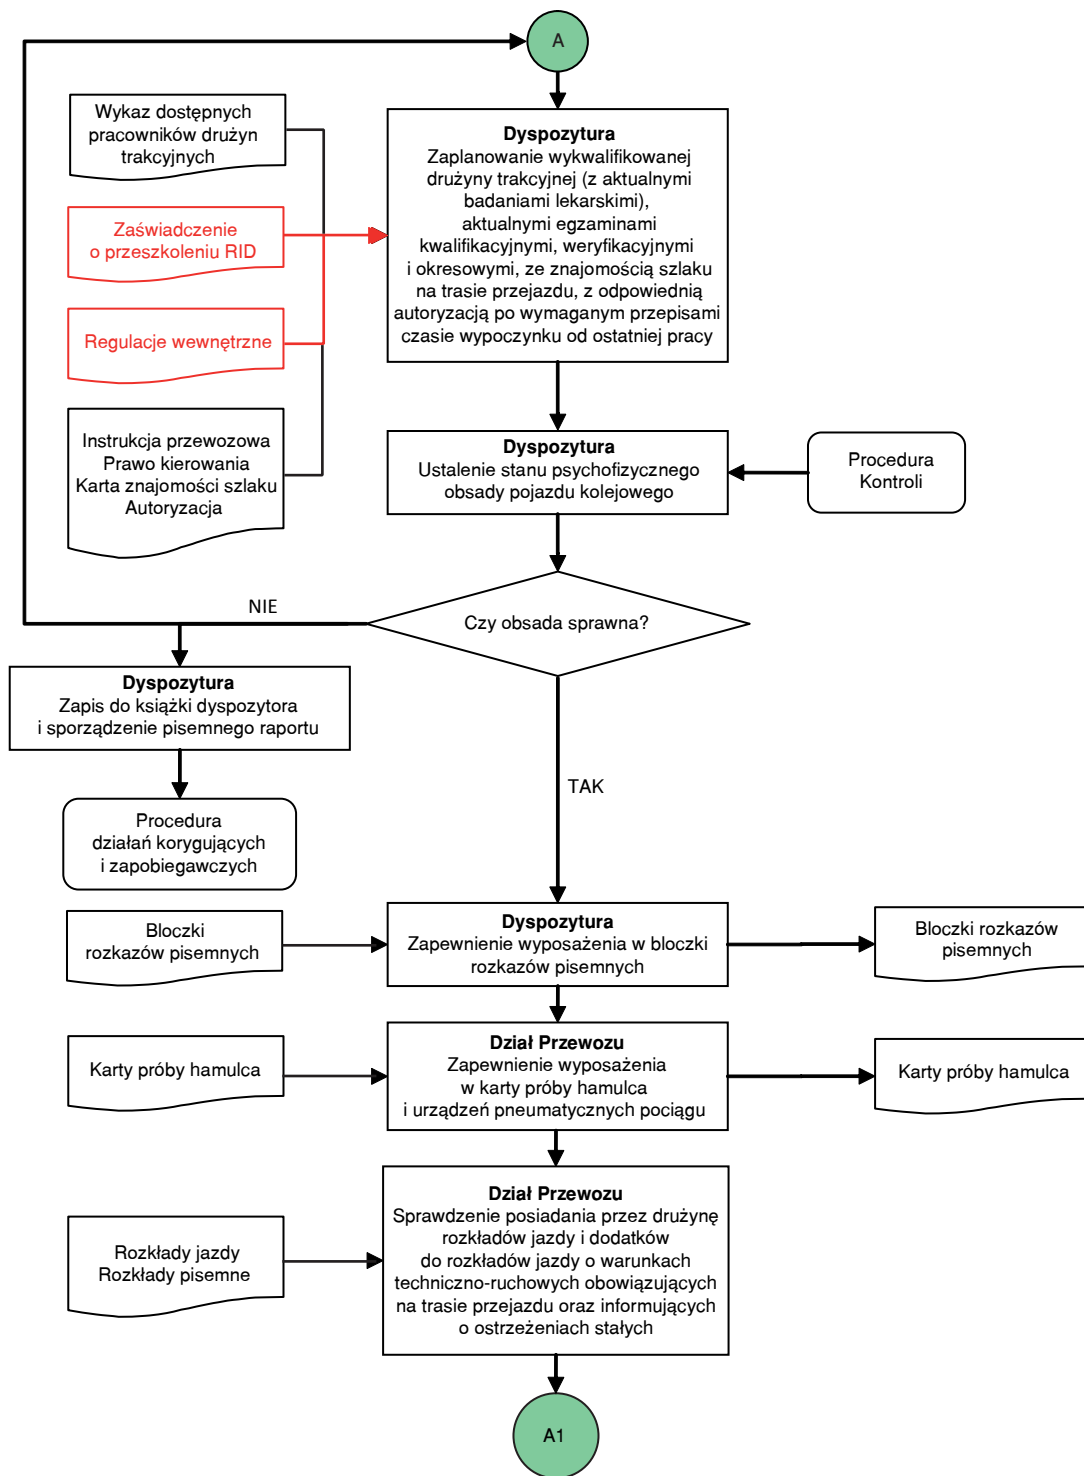 A
Wykaz dostępnych
pracowników drużyn
trakcyjnych
Zaświadczenie
o przeszkoleniu RID
Regulacje wewnętrzne
Instrukcja przewozowa
Prawo kierowania
Karta znajomości szlaku
Autoryzacja
Dyspozytura
Zaplanowanie wykwalifikowanej
drużyny trakcyjnej (z aktualnymi
badaniami lekarskimi),
aktualnymi egzaminami
kwalifikacyjnymi, weryfikacyjnymi
i okresowymi, ze znajomością szlaku
na trasie przejazdu, z odpowiednią
autoryzacją po wymaganym przepisami
czasie wypoczynku od ostatniej pracy
Dyspozytura
Ustalenie stanu psychofizycznego
obsady pojazdu kolejowego
Procedura
Kontroli
Czy obsada sprawna?
NIE
Dyspozytura
Zapis do książki dyspozytora
i sporządzenie pisemnego raportu
Procedura
działań korygujących
i zapobiegawczych
TAK
Bloczki
rozkazów pisemnych
Dyspozytura
Zapewnienie wyposażenia w bloczki
rozkazów pisemnych
Bloczki rozkazów
pisemnych
Karty próby hamulca
Dział Przewozu
Zapewnienie wyposażenia
w karty próby hamulca
i urządzeń pneumatycznych pociągu
Karty próby hamulca
Rozkłady jazdy
Rozkłady pisemne
Dział Przewozu
Sprawdzenie posiadania przez drużynę
rozkładów jazdy i dodatków
do rozkładów jazdy o warunkach
techniczno-ruchowych obowiązujących
na trasie przejazdu oraz informujących
o ostrzeżeniach stałych
A1